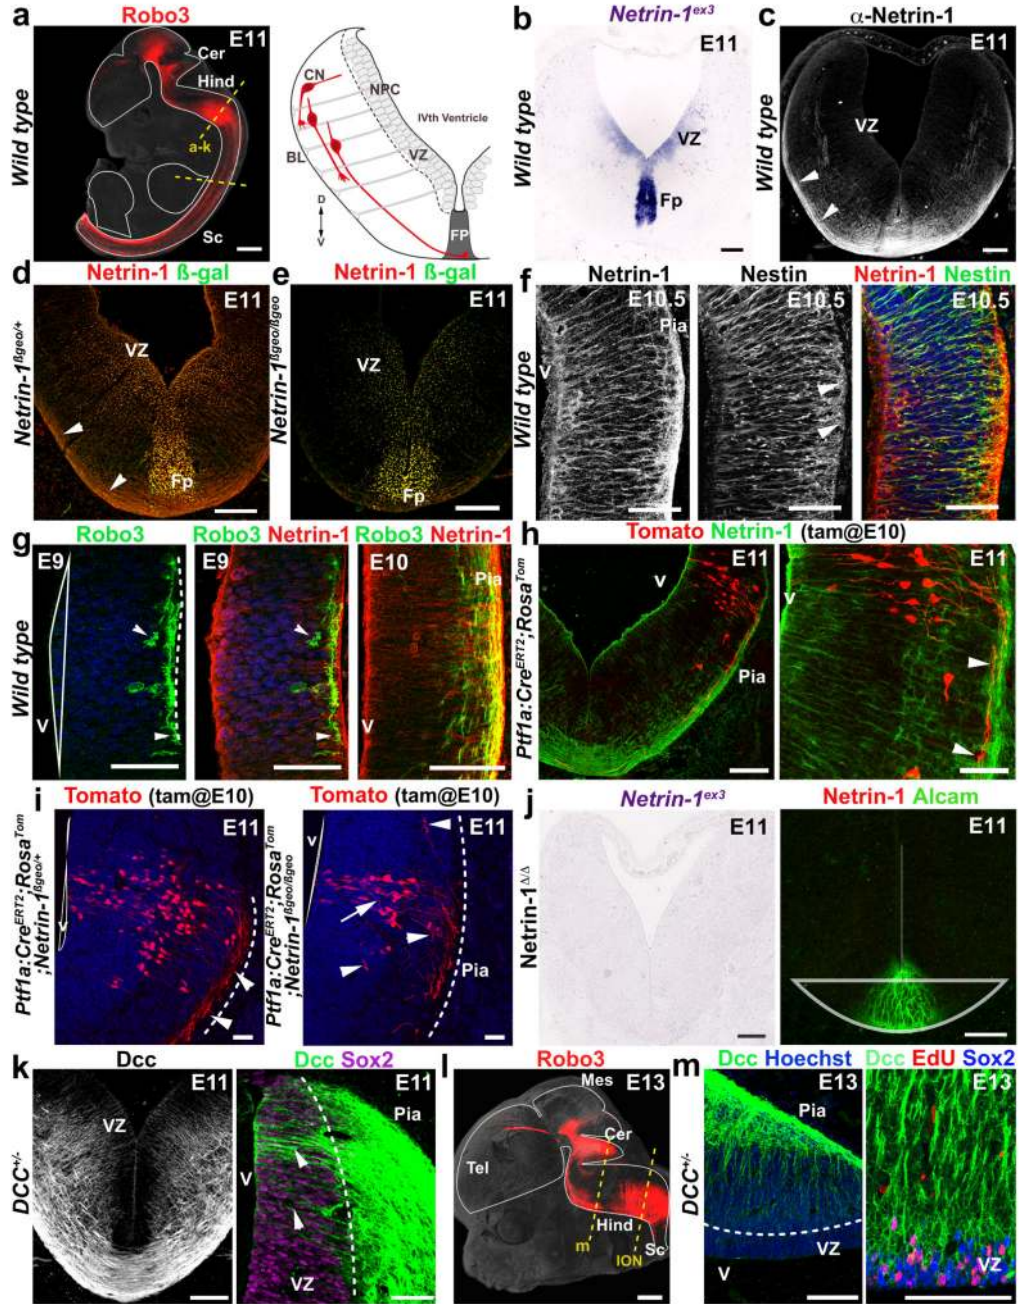 a
Robo3
E11
Cer
Hind
a-k
Sc
Wild type
CN
NPC
IVth Ventricle
BL
VZ
D
V
FP
b
Netrin-1ex3
E11
Wild type
VZ
Fp
c
α-Netrin-1
E11
Wild type
VZ
d
Netrin-1 ß-gal
E11
Netrin-1ßgeo/+
VZ
Fp
e
Netrin-1 ß-gal
E11
Netrin-1ßgeo/ßgeo
VZ
Fp
f
Netrin-1
Nestin
Netrin-1 Nestin
Wild type
E10.5
Pia
V
E10.5
E10.5
g
Robo3
Robo3 Netrin-1
Robo3 Netrin-1
Wild type
E9
V
E9
E10
Pia
V
h
Tomato Netrin-1 (tam@E10)
Ptf1a:CreERT2;RosaTom
E11
V
Pia
E11
V
i
Tomato (tam@E10)
Tomato (tam@E10)
Ptf1a:CreERT2;RosaTom
;Netrin-1ßgeo/+
E11
V
Ptf1a:CreERT2;RosaTom
;Netrin-1ßgeo/ßgeo
E11
V
Pia
j
Netrin-1ex3
Netrin-1 Alcam
Netrin-1Δ/Δ
E11
E11
k
Dcc
Dcc Sox2
DCC+/-
E11
VZ
E11
Pia
V
VZ
l
Robo3
E13
Mes
Cer
Tel
Hind
m
ION
Sc
m
Dcc Hoechst
Dcc EdU Sox2
DCC+/-
E13
Pia
VZ
V
E13
VZ